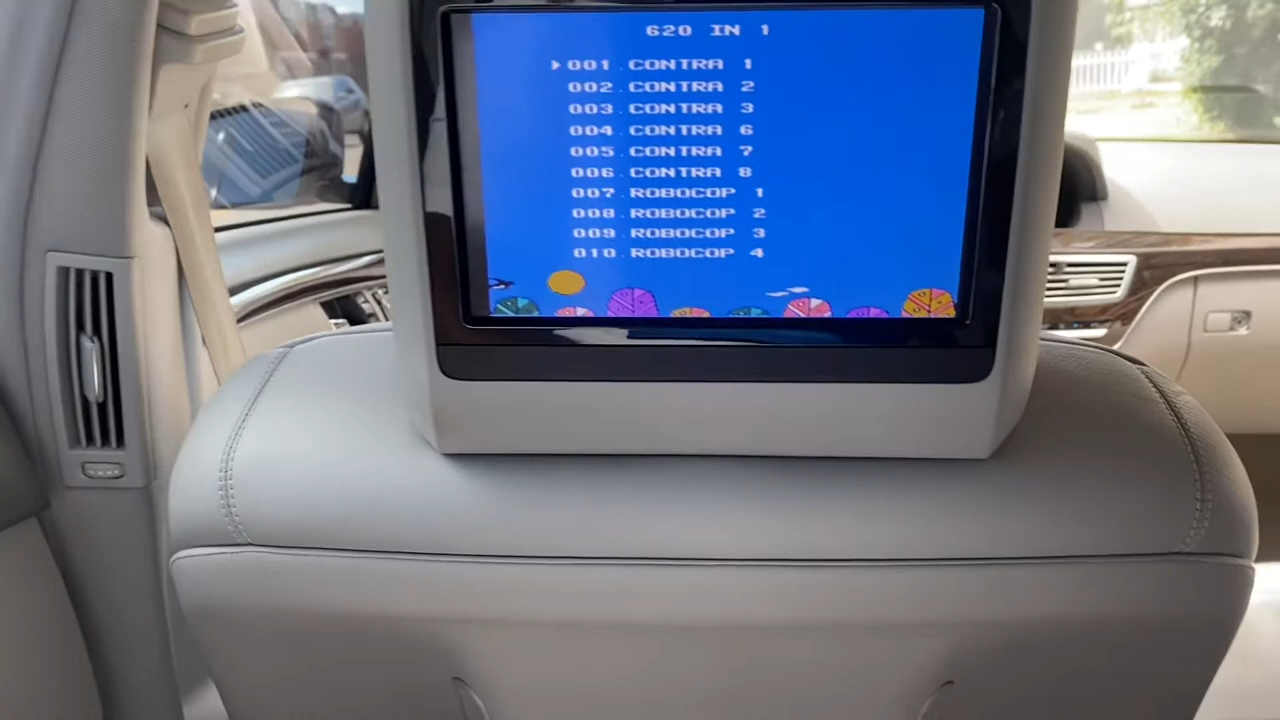 620 IN 1
001.CONTRA 1
002.CONTRA 2
003.CONTRA 3
004.CONTRA 6
005.CONTRA 7
006.CONTRA 8
007.ROBOCOP 1
008.ROBOCOP 2
009.ROBOCOP 3
010.ROBOCOP 4